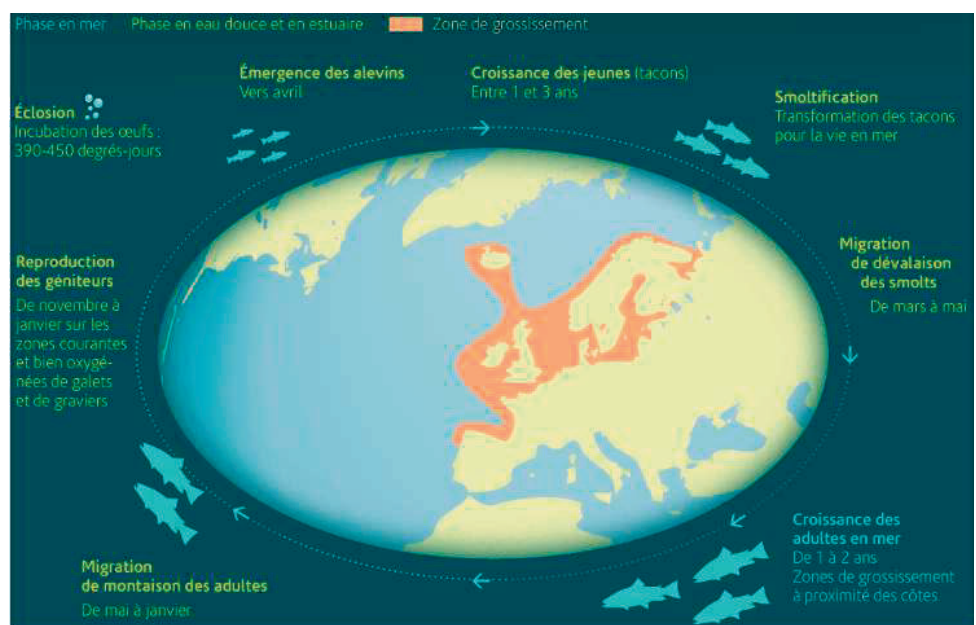 Phase en mer Phase en eau douce et en estuaire Zone de grossissement
Émergence des alevins
Vers avril
Croissance des jeunes (tacons)
Entre 1 et 3 ans
Smoltification
Transformation des tacons
pour la vie en mer
Éclosion
Incubation des œufs :
390-450 degrés-jours
Migration
de dévalaison
des smolts
De mars à mai
Reproduction
des géniteurs
De novembre à
janvier sur les
zones courantes
et bien oxygé-
nées de galets
et de graviers
Croissance des
adultes en mer
De 1 à 2 ans
Zones de grossissement
à proximité des côtes
Migration
de montaison des adultes
De mai à janvier